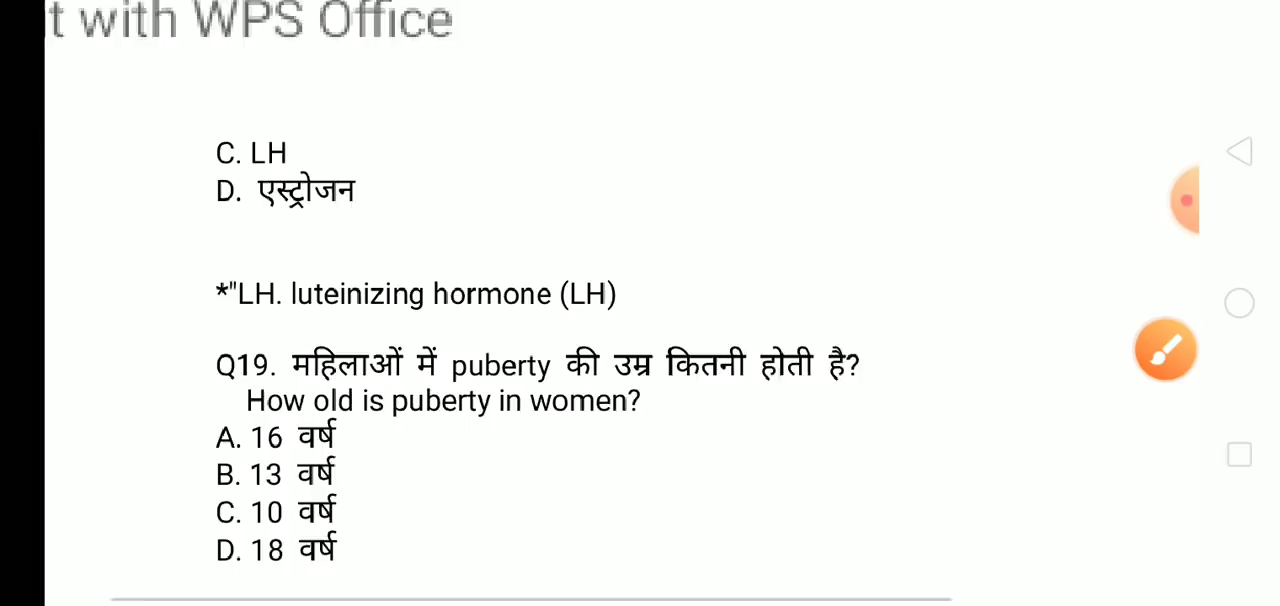 t with WPS Office
C. LH
D. एस्ट्रोजन
*"LH. luteinizing hormone (LH)
Q19. महिलाओं में puberty की उम्र कितनी होती है?
How old is puberty in women?
A. 16 वर्ष
B. 13 वर्ष
C. 10 वर्ष
D. 18 वर्ष